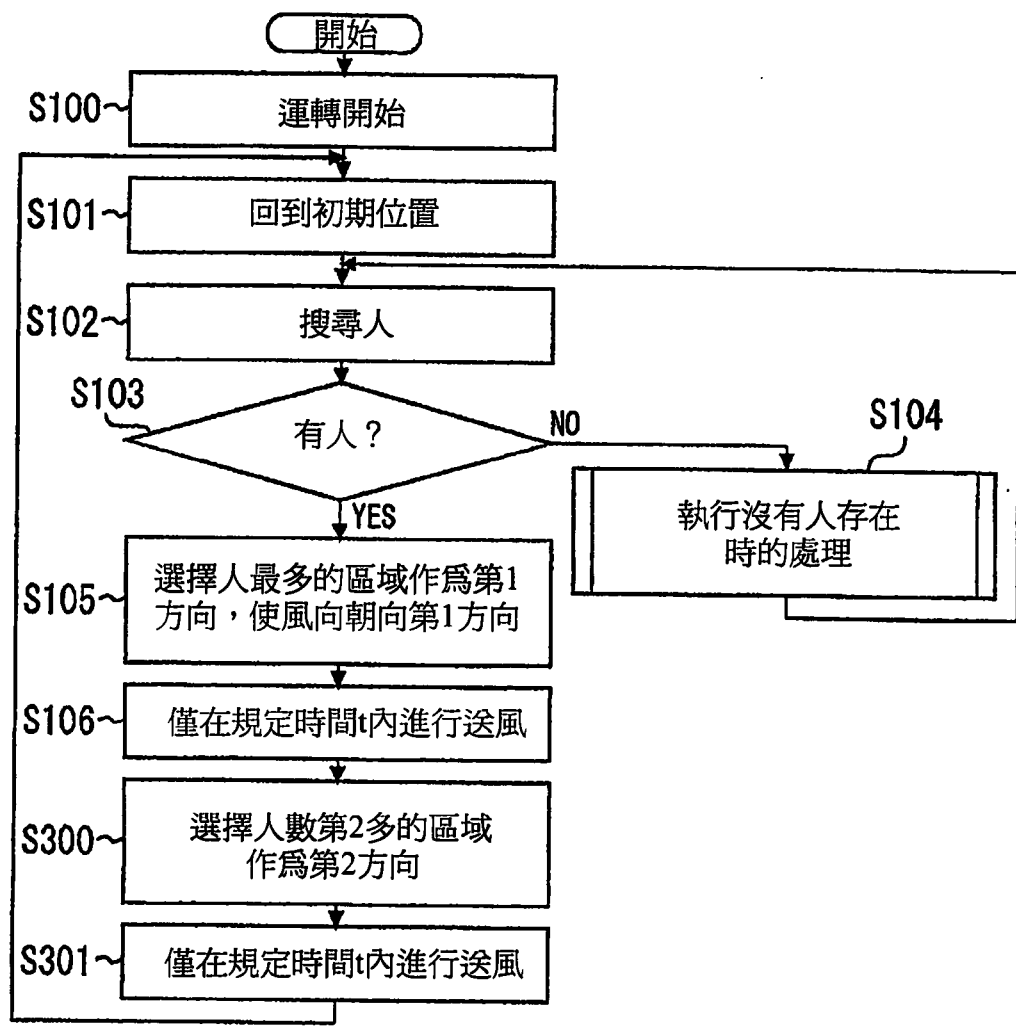 開始
S100
運轉開始
S101
回到初期位置
S102
搜尋人
S103
有人？
NO
S104
執行沒有人存在
時的處理
YES
S105
選擇人最多的區域作爲第1
方向，使風向朝向第1方向
S106
僅在規定時間t內進行送風
S300
選擇人數第2多的區域
作爲第2方向
S301
僅在規定時間t內進行送風